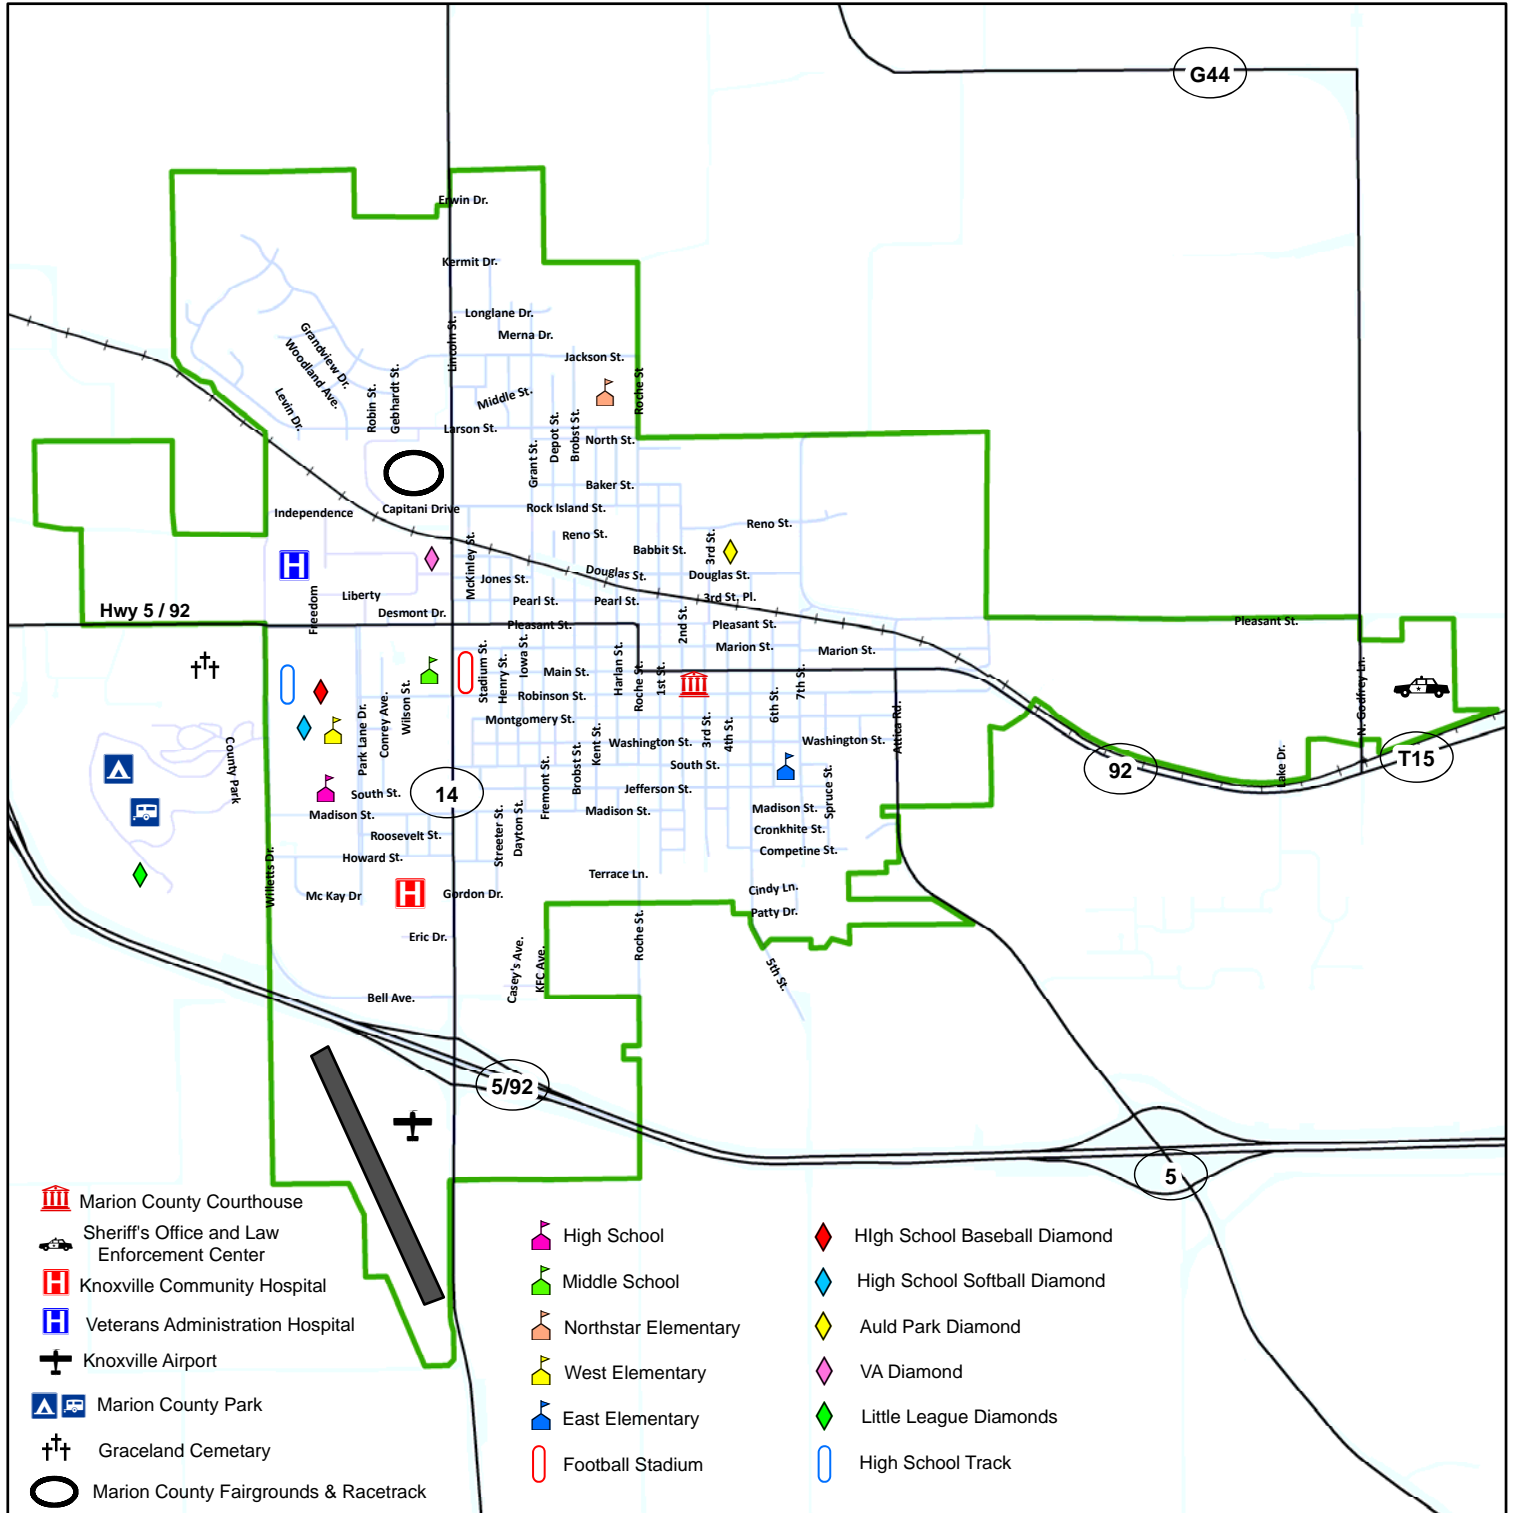 G44
Erwin Dr.
Kermit Dr.
Longlane Dr.
Merna Dr.
Lincoln St.
Jackson St.
Grandview Dr.
Woodland Ave.
Levin Dr.
Robin St.
Gebhardt St.
Middle St.
Roche St
Larson St.
Grant St.
Depot St.
Brobst St.
North St.
Baker St.
Independence
Capitani Drive
Rock Island St.
Reno St.
Reno St.
McKinley St.
Babbit St.
3rd St.
Jones St.
Douglas St.
Douglas St.
Freedom
Liberty
Pearl St.
Pearl St.
3rd St. Pl.
Hwy 5 / 92
Desmont Dr.
Pleasant St.
2nd St.
Pleasant St.
Pleasant St.
Marion St.
Marion St.
Stadium St.
Henry St.
Iowa St.
Main St.
Harlan St.
Roche St.
1st St.
6th St.
7th St.
N. Godfrey Ln.
Robinson St.
Park Lane Dr.
Conrey Ave.
Wilson St.
Montgomery St.
Kent St.
3rd St.
4th St.
Attica Rd.
Washington St.
Washington St.
County Park
Brobst St.
Fremont St.
South St.
Spruce St.
Lake Dr.
92
T15
14
South St.
Jefferson St.
Madison St.
Madison St.
Madison St.
Streeter St.
Dayton St.
Roosevelt St.
Cronkhite St.
Howard St.
Competine St.
Willetts Dr.
Terrace Ln.
Mc Kay Dr
Gordon Dr.
Cindy Ln.
Patty Dr.
Roche St.
Eric Dr.
Casey's Ave.
KFC Ave.
5th St.
Bell Ave.
5/92
5
Marion County Courthouse
Sheriff's Office and Law
Enforcement Center
Knoxville Community Hospital
Veterans Administration Hospital
Knoxville Airport
Marion County Park
Graceland Cemetary
Marion County Fairgrounds & Racetrack
High School
Middle School
Northstar Elementary
West Elementary
East Elementary
Football Stadium
HIgh School Baseball Diamond
High School Softball Diamond
Auld Park Diamond
VA Diamond
Little League Diamonds
High School Track